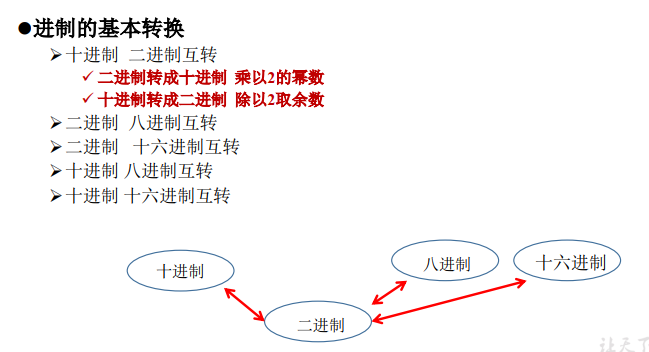 ●进制的基本转换
➢十进制 二进制互转
✓二进制转成十进制 乘以2的幂数
✓十进制转成二进制 除以2取余数
➢二进制 八进制互转
➢二进制 十六进制互转
➢十进制 八进制互转
➢十进制 十六进制互转
十进制
八进制
十六进制
二进制
让天下